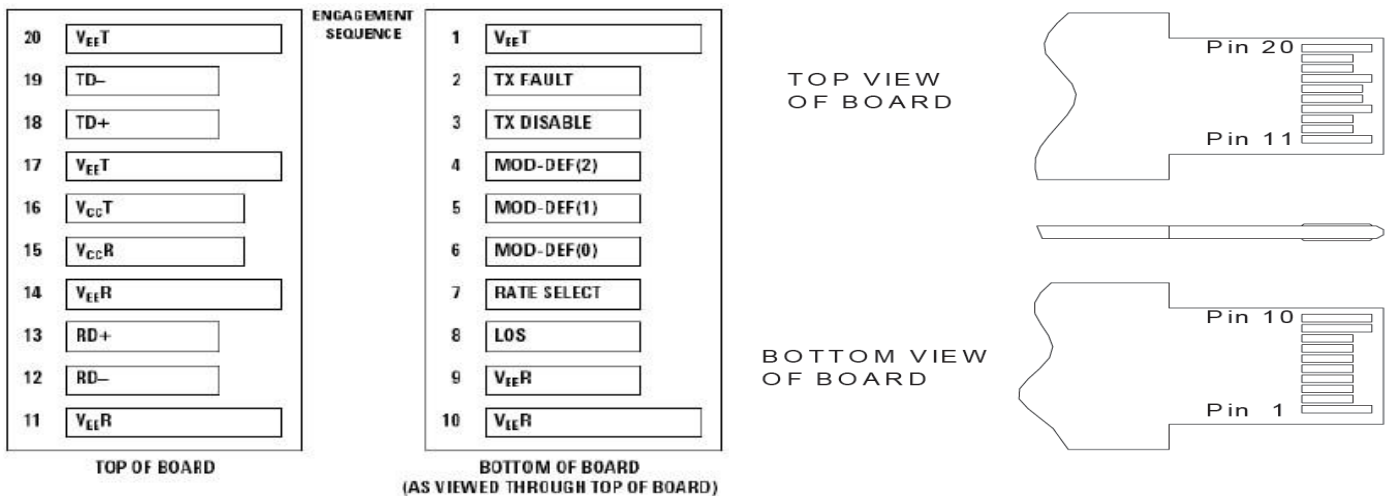 ENGAGEMENT
SEQUENCE
20 VEET
19 TD–
18 TD+
17 VEET
16 VCCT
15 VCCR
14 VEER
13 RD+
12 RD–
11 VEER
TOP OF BOARD
1 VEET
2 TX FAULT
3 TX DISABLE
4 MOD-DEF(2)
5 MOD-DEF(1)
6 MOD-DEF(0)
7 RATE SELECT
8 LOS
9 VEER
10 VEER
BOTTOM OF BOARD
(AS VIEWED THROUGH TOP OF BOARD)
TOP VIEW
OF BOARD
Pin 20
Pin 11
BOTTOM VIEW
OF BOARD
Pin 10
Pin 1